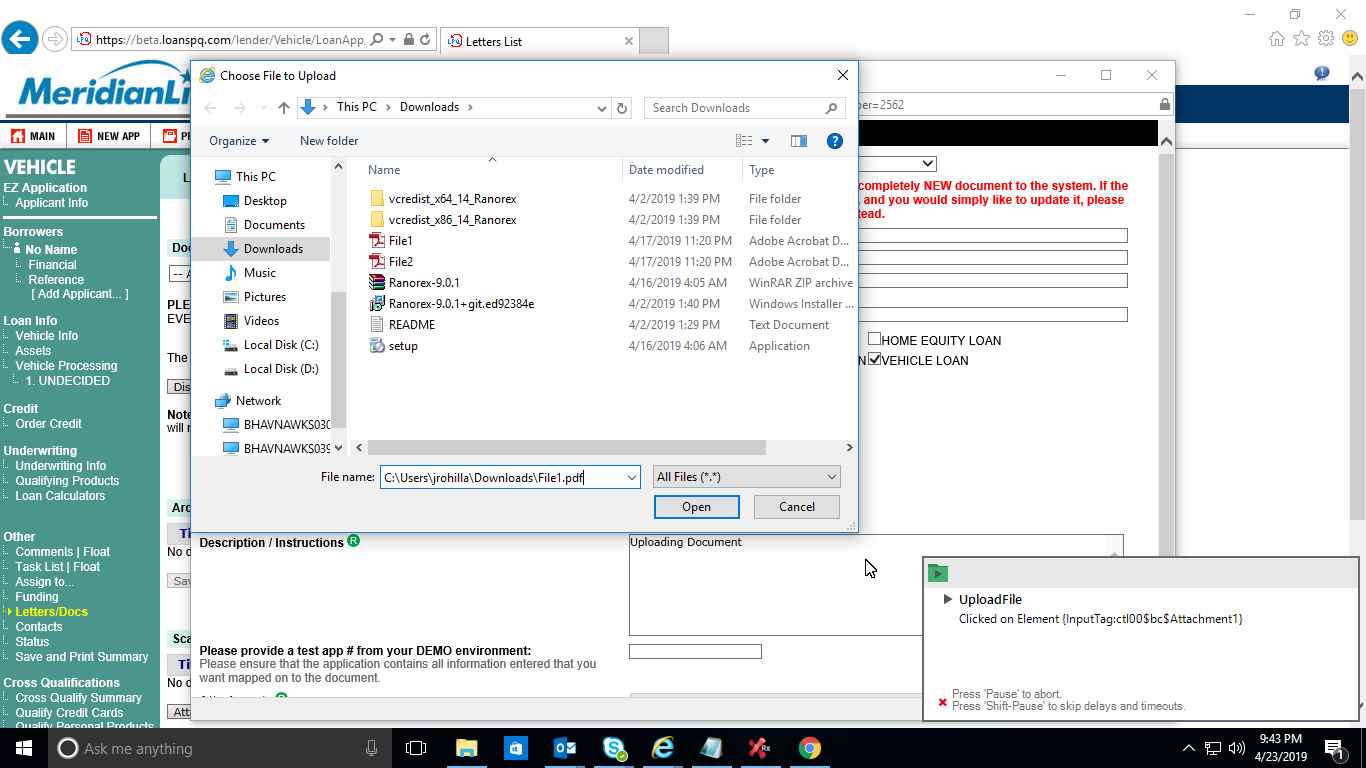 https://beta.loanspq.com/lender/Vehicle/LoanApp
Letters List
MeridianLi
MAIN
NEW APP
VEHICLE
EZ Application
Applicant Info
Borrowers
No Name
Financial
Reference
[ Add Applicant... ]
Loan Info
Vehicle Info
Assets
Vehicle Processing
1. UNDECIDED
Credit
Order Credit
Underwriting
Underwriting Info
Qualifying Products
Loan Calculators
Other
Comments | Float
Task List | Float
Assign to...
Funding
Letters/Docs
Contacts
Status
Save and Print Summary
Cross Qualifications
Cross Qualify Summary
Qualify Credit Cards
Qualify Personal Products
Doc
-- A
PLE
EVE
The
Dis
Note
will r
Arc
Ti
No d
Sav
Sca
Ti
No d
Att
Choose File to Upload
This PC
Downloads
Search Downloads
Organize
New folder
This PC
Desktop
Documents
Downloads
Music
Pictures
Videos
Local Disk (C:)
Local Disk (D:)
Network
BHAVNAWKS030
BHAVNAWKS039
Name Date modified Type
vcredist_x64_14_Ranorex 4/2/2019 1:39 PM File folder
vcredist_x86_14_Ranorex 4/2/2019 1:39 PM File folder
File1 4/17/2019 11:20 PM Adobe Acrobat D...
File2 4/17/2019 11:20 PM Adobe Acrobat D...
Ranorex-9.0.1 4/16/2019 4:05 AM WinRAR ZIP archive
Ranorex-9.0.1+git.ed92384e 4/2/2019 1:40 PM Windows Installer ...
README 4/2/2019 1:29 PM Text Document
setup 4/16/2019 4:06 AM Application
File name: C:\Users\jrohilla\Downloads\File1.pdf All Files (*.*)
Open Cancel
ber=2562
completely NEW document to the system. If the
, and you would simply like to update it, please
tead.
HOME EQUITY LOAN
N VEHICLE LOAN
Description / Instructions R
Uploading Document
Please provide a test app # from your DEMO environment:
Please ensure that the application contains all information entered that you
want mapped on to the document.
UploadFile
Clicked on Element {InputTag:ctl00$bc$Attachment1}
Press 'Pause' to abort.
Press 'Shift-Pause' to skip delays and timeouts.
Ask me anything
9:43 PM
4/23/2019
1